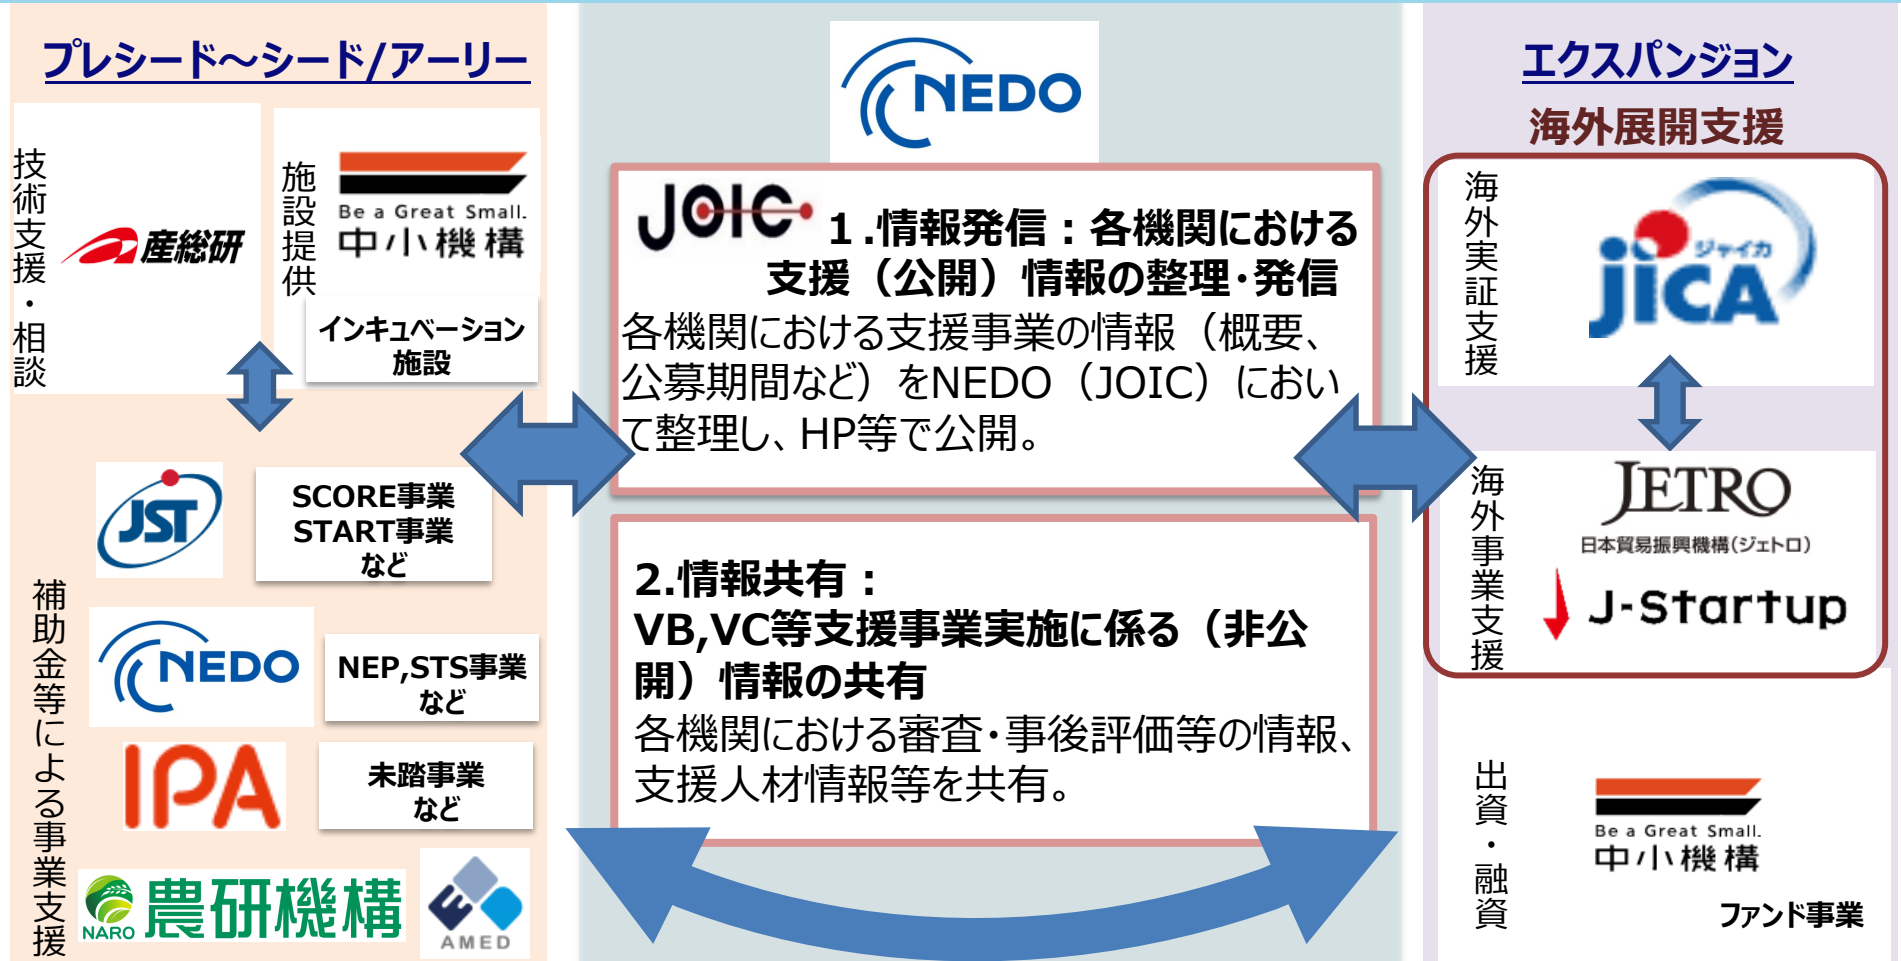 プレシード～シード/アーリー
技術支援・相談
産総研
施設提供
Be a Great Small.
中小機構
インキュベーション
施設
JST
SCORE事業
START事業
など
補助金等による事業支援
NEDO
NEP,STS事業
など
IPA
未踏事業
など
NARO
農研機構
AMED
NEDO
JOIC
１.情報発信：各機関における
支援（公開）情報の整理・発信
各機関における支援事業の情報（概要、
公募期間など）をNEDO（JOIC）におい
て整理し、HP等で公開。
2.情報共有：
VB,VC等支援事業実施に係る（非公
開）情報の共有
各機関における審査・事後評価等の情報、
支援人材情報等を共有。
エクスパンジョン
海外展開支援
海外実証支援
ジャイカ
jICA
海外事業支援
JETRO
日本貿易振興機構(ジェトロ)
J-Startup
出資・融資
Be a Great Small.
中小機構
ファンド事業